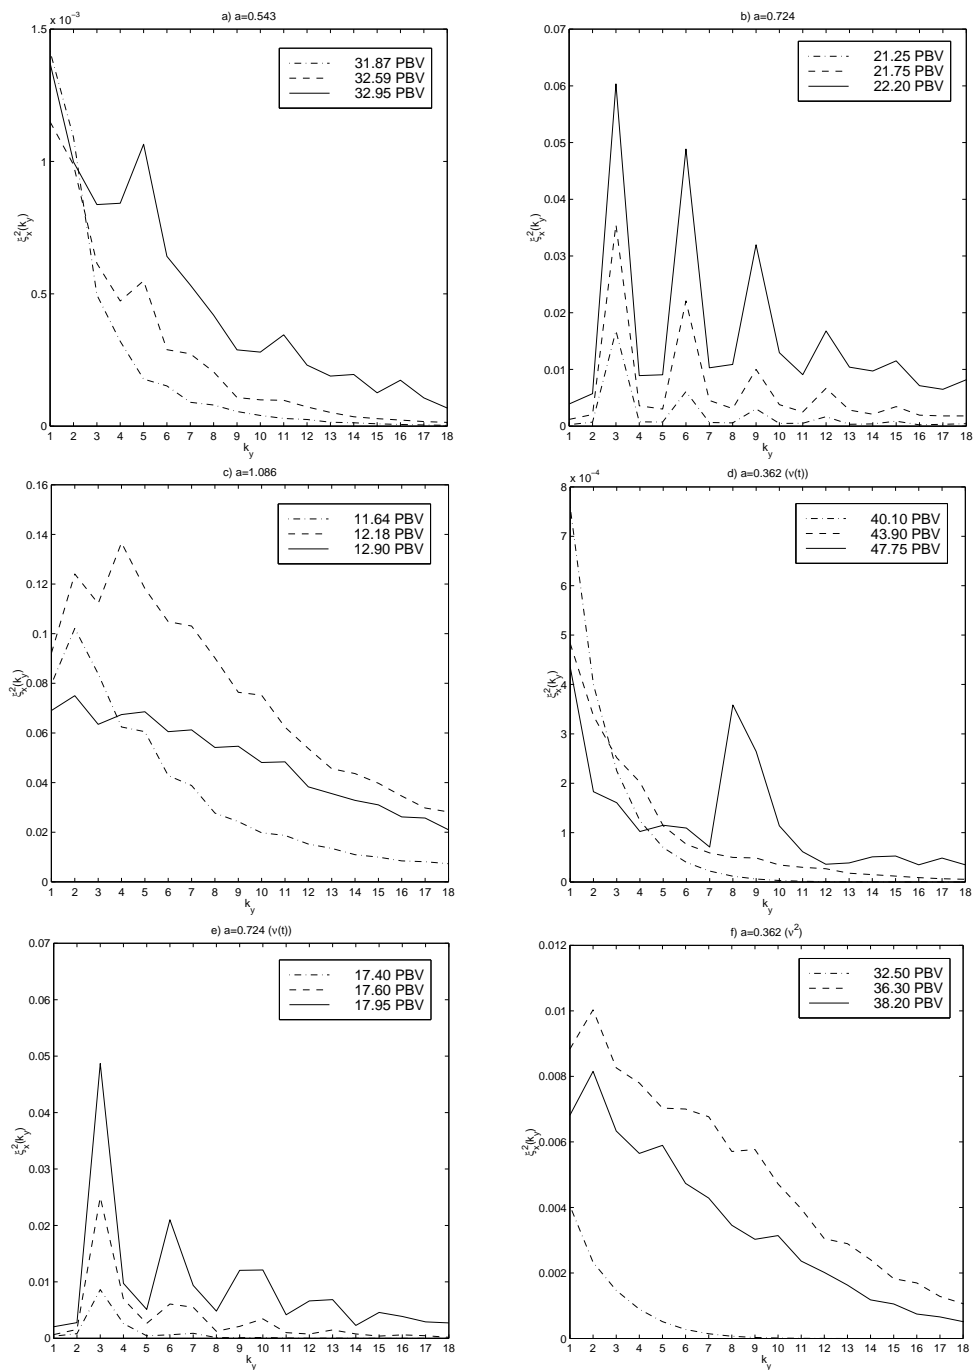 a) a=0.543
x 10⁻³
1.5
1
0.5
0
ξₓ²(k_y)
31.87 PBV
32.59 PBV
32.95 PBV
1 2 3 4 5 6 7 8 9 10 11 12 13 14 15 16 17 18
k_y
b) a=0.724
0.07
0.06
0.05
0.04
0.03
0.02
0.01
0
ξₓ²(k_y)
21.25 PBV
21.75 PBV
22.20 PBV
1 2 3 4 5 6 7 8 9 10 11 12 13 14 15 16 17 18
k_y
c) a=1.086
0.16
0.14
0.12
0.1
0.08
0.06
0.04
0.02
0
ξₓ²(k_y)
11.64 PBV
12.18 PBV
12.90 PBV
1 2 3 4 5 6 7 8 9 10 11 12 13 14 15 16 17 18
k_y
d) a=0.362 (ν(t))
x 10⁻⁴
8
7
6
5
4
3
2
1
0
ξₓ²(k_y)
40.10 PBV
43.90 PBV
47.75 PBV
1 2 3 4 5 6 7 8 9 10 11 12 13 14 15 16 17 18
k_y
e) a=0.724 (ν(t))
0.07
0.06
0.05
0.04
0.03
0.02
0.01
0
ξₓ²(k_y)
17.40 PBV
17.60 PBV
17.95 PBV
1 2 3 4 5 6 7 8 9 10 11 12 13 14 15 16 17 18
k_y
f) a=0.362 (ν²)
0.012
0.01
0.008
0.006
0.004
0.002
0
ξₓ²(k_y)
32.50 PBV
36.30 PBV
38.20 PBV
1 2 3 4 5 6 7 8 9 10 11 12 13 14 15 16 17 18
k_y